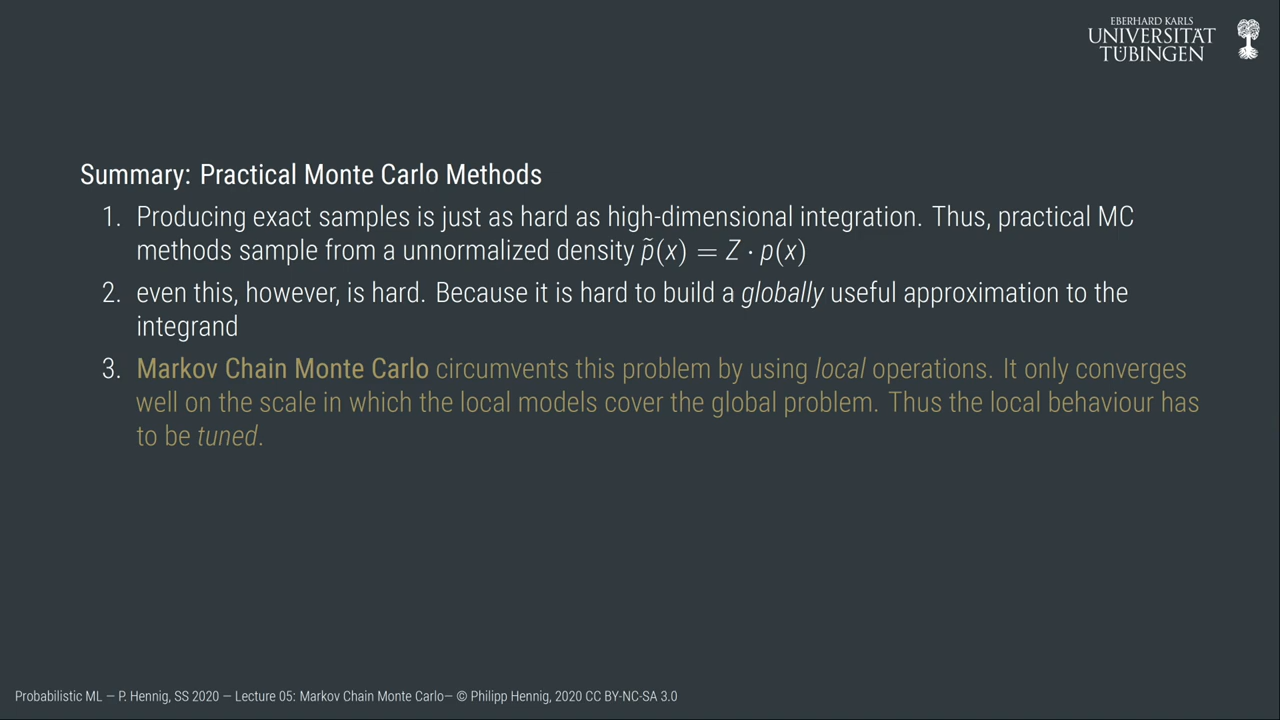 EBERHARD KARLS
UNIVERSITÄT
TÜBINGEN
Summary: Practical Monte Carlo Methods
1. Producing exact samples is just as hard as high-dimensional integration. Thus, practical MC
methods sample from a unnormalized density p̃(x) = Z · p(x)
2. even this, however, is hard. Because it is hard to build a globally useful approximation to the
integrand
3. Markov Chain Monte Carlo circumvents this problem by using local operations. It only converges
well on the scale in which the local models cover the global problem. Thus the local behaviour has
to be tuned.
Probabilistic ML — P. Hennig, SS 2020 — Lecture 05: Markov Chain Monte Carlo— © Philipp Hennig, 2020 CC BY-NC-SA 3.0